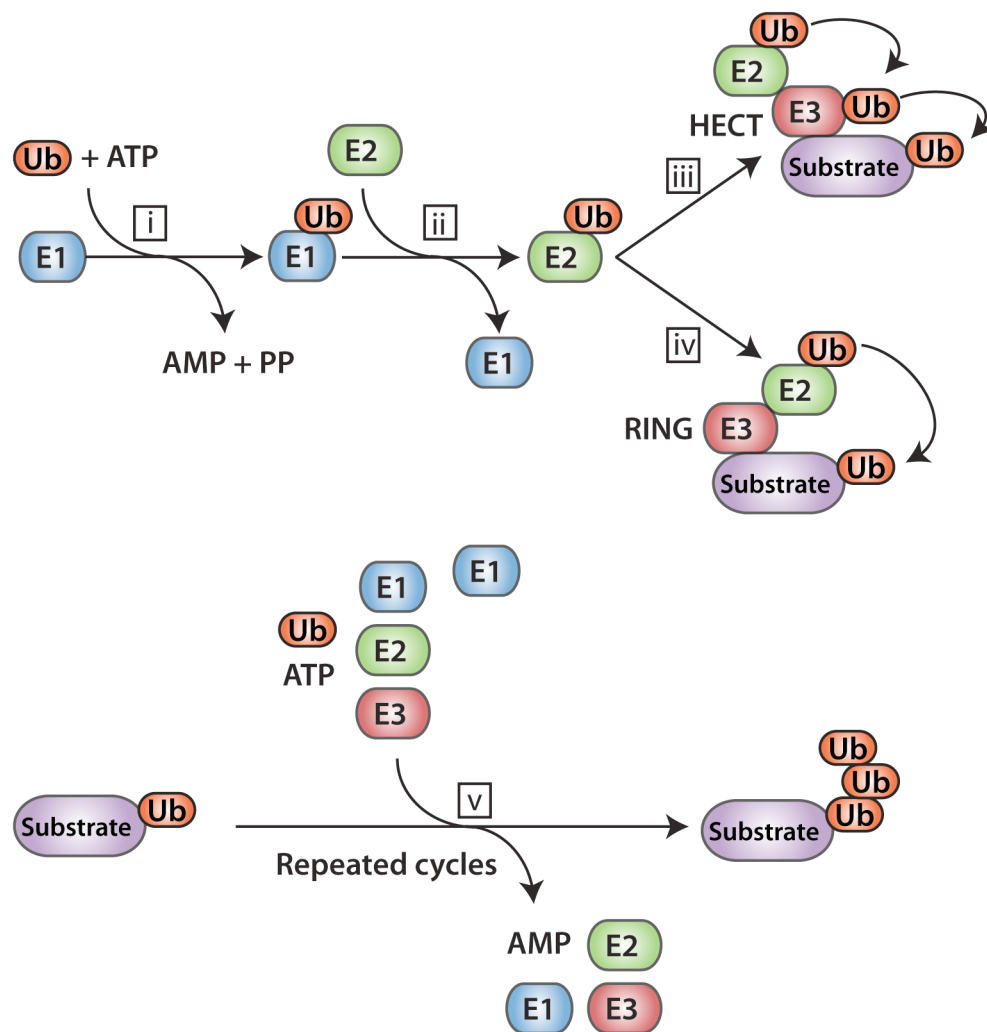 Ub + ATP
i
E1
AMP + PP
Ub
E1
E2
ii
E1
Ub
E2
iii
iv
Ub
E2
HECT
E3
Ub
Substrate
Ub
Ub
E2
RING
E3
Substrate
Ub
E1
E1
Ub
E2
ATP
E3
Substrate
Ub
v
Repeated cycles
Ub
Ub
Ub
Substrate
AMP
E2
E1
E3